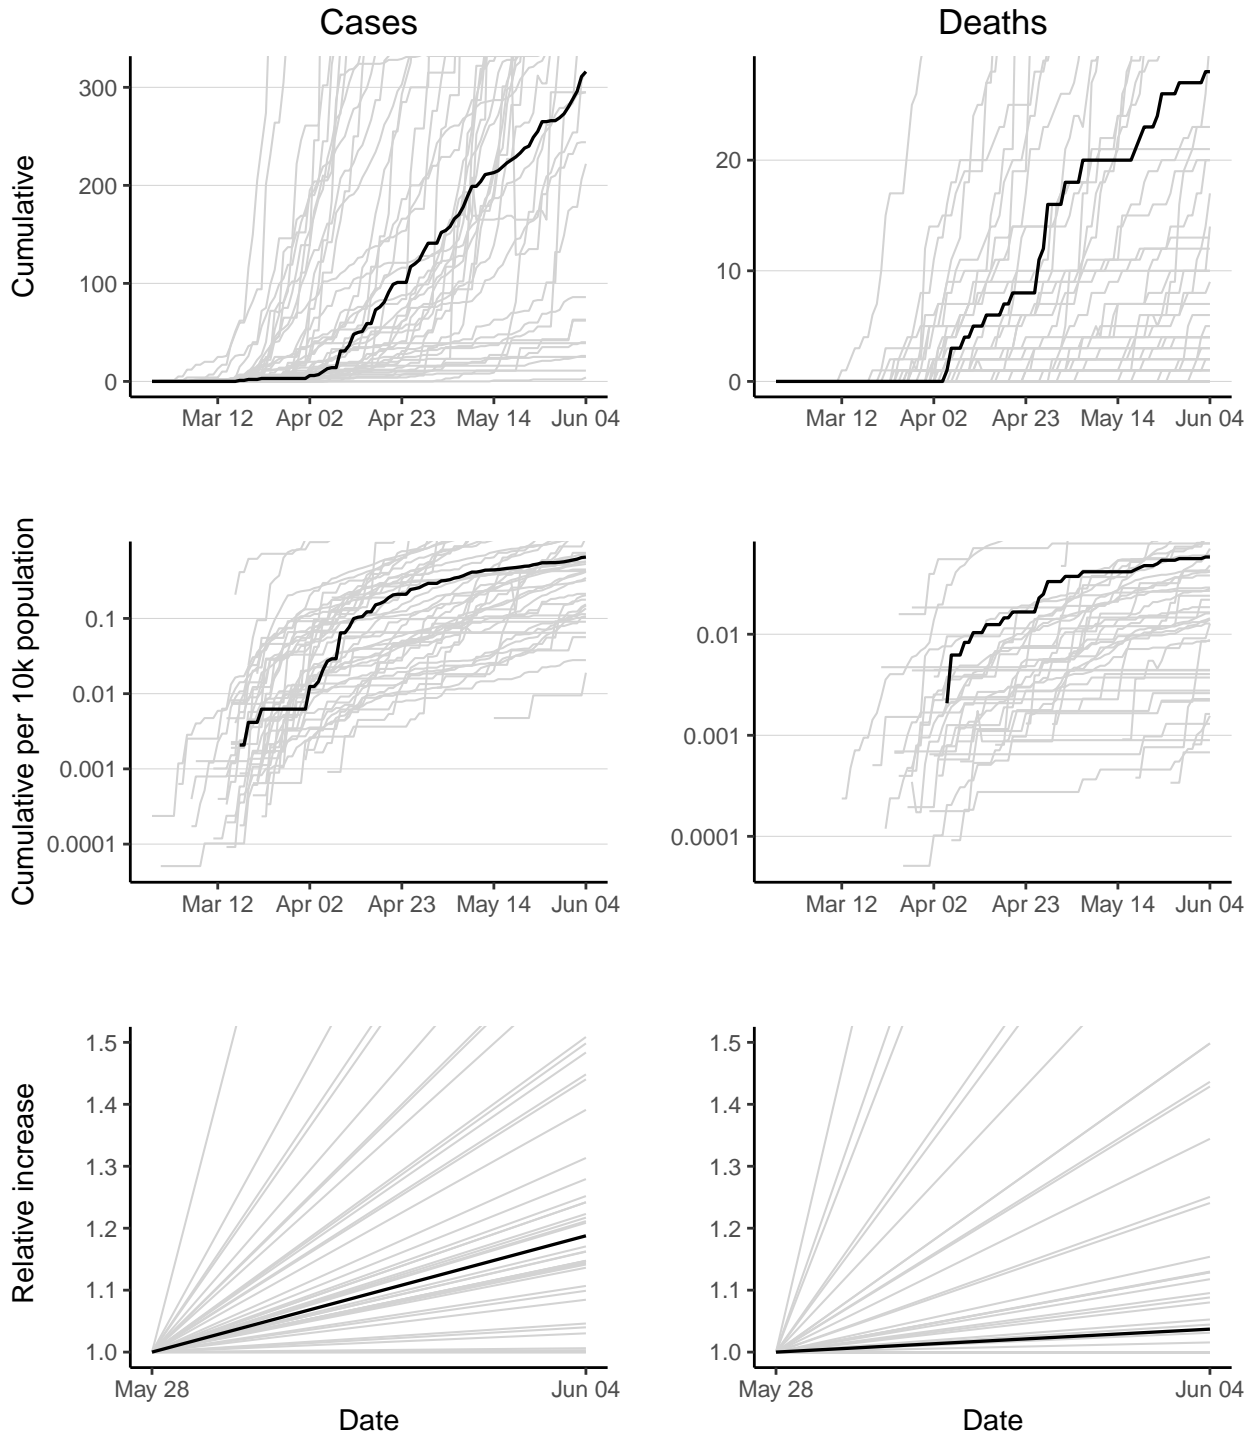 Cases
Deaths
Cumulative
300
200
100
0
Mar 12 Apr 02 Apr 23 May 14 Jun 04
20
10
0
Mar 12 Apr 02 Apr 23 May 14 Jun 04
Cumulative per 10k population
0.1
0.01
0.001
0.0001
Mar 12 Apr 02 Apr 23 May 14 Jun 04
0.01
0.001
0.0001
Mar 12 Apr 02 Apr 23 May 14 Jun 04
Relative increase
1.5
1.4
1.3
1.2
1.1
1.0
May 28 Jun 04
Date
1.5
1.4
1.3
1.2
1.1
1.0
May 28 Jun 04
Date